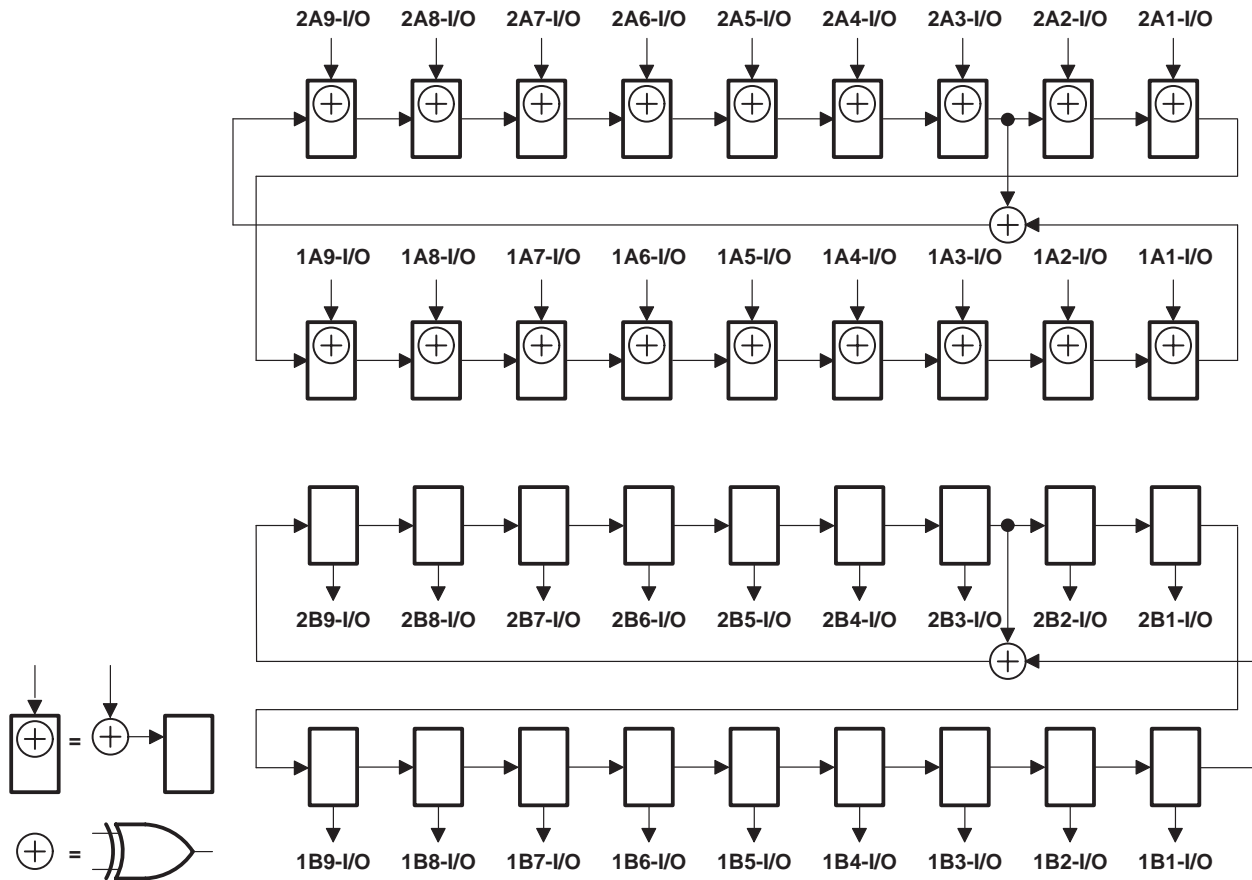 2A9-I/O 2A8-I/O 2A7-I/O 2A6-I/O 2A5-I/O 2A4-I/O 2A3-I/O 2A2-I/O 2A1-I/O
1A9-I/O 1A8-I/O 1A7-I/O 1A6-I/O 1A5-I/O 1A4-I/O 1A3-I/O 1A2-I/O 1A1-I/O
2B9-I/O 2B8-I/O 2B7-I/O 2B6-I/O 2B5-I/O 2B4-I/O 2B3-I/O 2B2-I/O 2B1-I/O
=
=
1B9-I/O 1B8-I/O 1B7-I/O 1B6-I/O 1B5-I/O 1B4-I/O 1B3-I/O 1B2-I/O 1B1-I/O